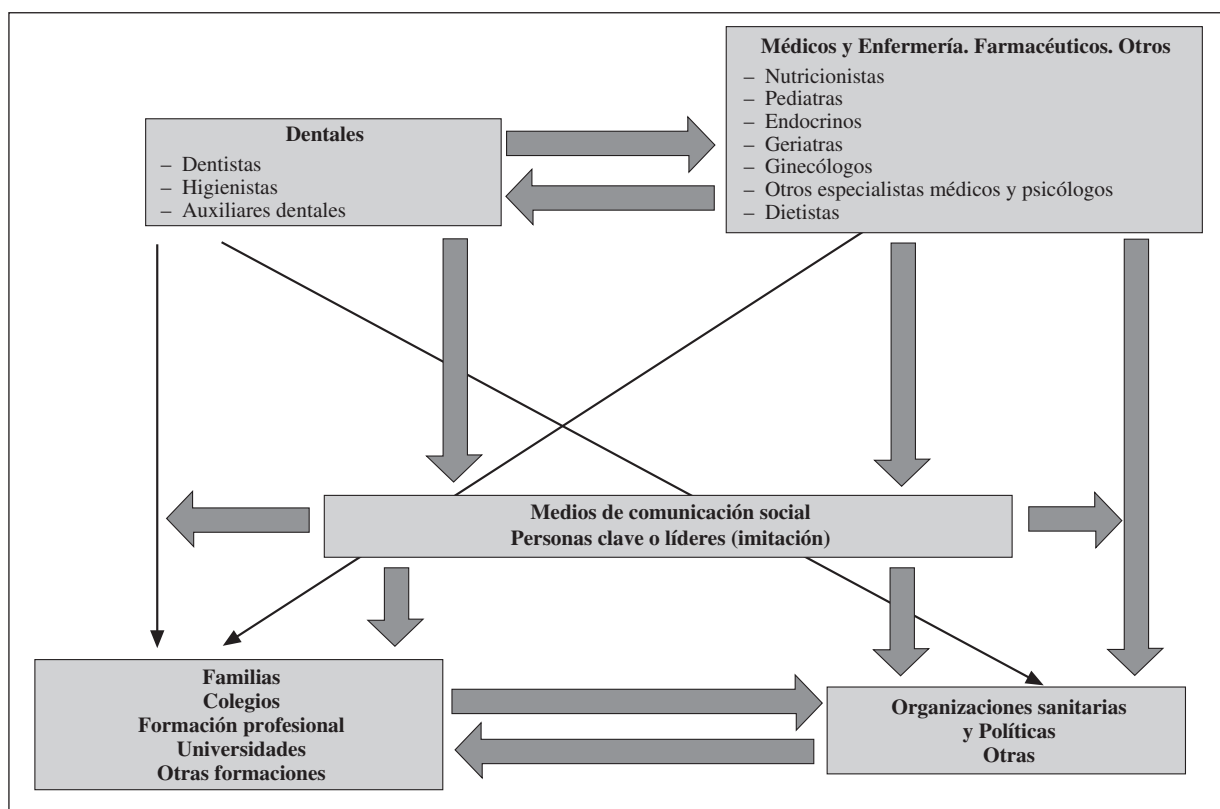 Médicos y Enfermería. Farmacéuticos. Otros
– Nutricionistas
– Pediatras
– Endocrinos
– Geriatras
– Ginecólogos
– Otros especialistas médicos y psicólogos
– Dietistas
Dentales
– Dentistas
– Higienistas
– Auxiliares dentales
Medios de comunicación social
Personas clave o líderes (imitación)
Familias
Colegios
Formación profesional
Universidades
Otras formaciones
Organizaciones sanitarias
y Políticas
Otras